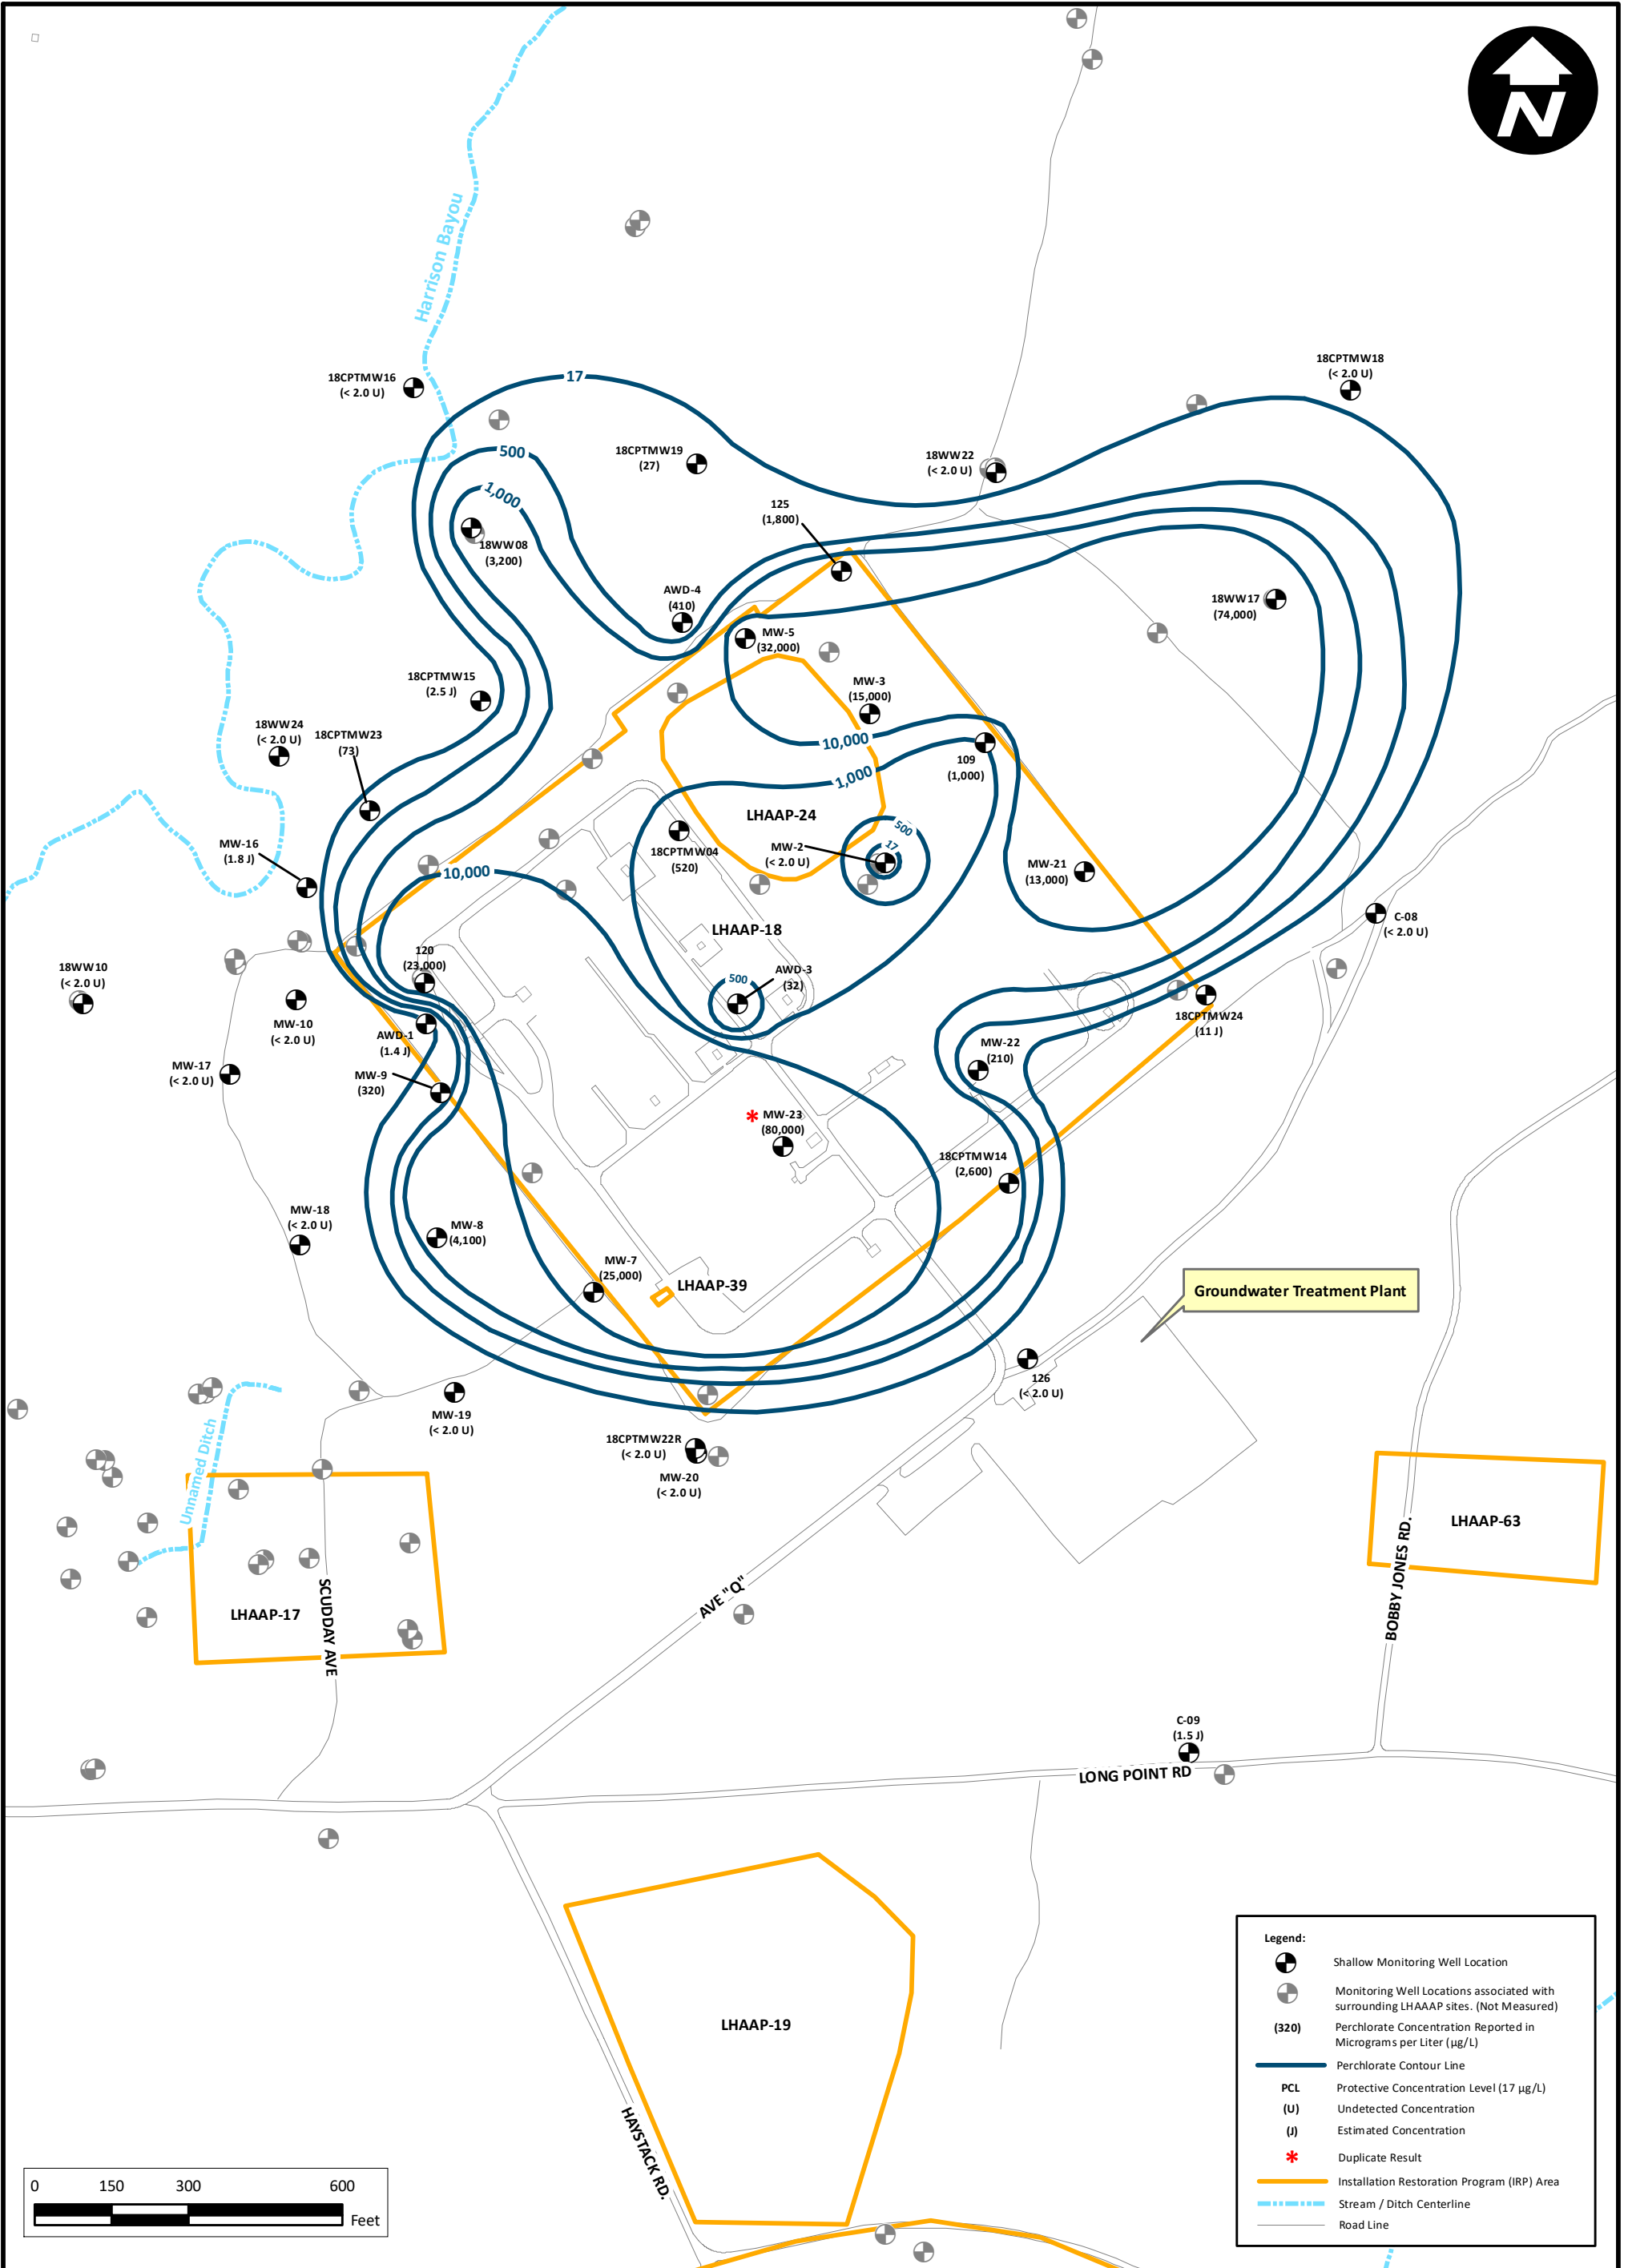 N
Harrison Bayou
18CPTMW16
(< 2.0 U)
17
18CPTMW18
(< 2.0 U)
500
18CPTMW19
(27)
18WW22
(< 2.0 U)
1,000
125
(1,800)
18WW08
(3,200)
AWD-4
(410)
18WW17
(74,000)
MW-5
(32,000)
18CPTMW15
(2.5 J)
MW-3
(15,000)
18WW24
(< 2.0 U)
18CPTMW23
(73)
10,000
109
(1,000)
1,000
LHAAP-24
500
17
MW-16
(1.8 J)
18CPTMW04
(520)
MW-2
(< 2.0 U)
10,000
MW-21
(13,000)
C-08
(< 2.0 U)
LHAAP-18
120
(23,000)
18WW10
(< 2.0 U)
500
AWD-3
(32)
MW-10
(< 2.0 U)
18CPTMW24
(11 J)
AWD-1
(1.4 J)
MW-22
(210)
MW-17
(< 2.0 U)
MW-9
(320)
* MW-23
(80,000)
18CPTMW14
(2,600)
MW-18
(< 2.0 U)
MW-8
(4,100)
MW-7
(25,000)
LHAAP-39
Groundwater Treatment Plant
126
(< 2.0 U)
MW-19
(< 2.0 U)
18CPTMW22R
(< 2.0 U)
MW-20
(< 2.0 U)
Unnamed Ditch
LHAAP-63
LHAAP-17
SCUDDAY AVE
AVE "Q"
BOBBY JONES RD.
C-09
(1.5 J)
LONG POINT RD
LHAAP-19
HAYSTACK RD.
Legend:
Shallow Monitoring Well Location
Monitoring Well Locations associated with
surrounding LHAAAP sites. (Not Measured)
(320) Perchlorate Concentration Reported in
Micrograms per Liter (µg/L)
Perchlorate Contour Line
PCL Protective Concentration Level (17 µg/L)
(U) Undetected Concentration
(J) Estimated Concentration
* Duplicate Result
Installation Restoration Program (IRP) Area
Stream / Ditch Centerline
Road Line
0 150 300 600
Feet